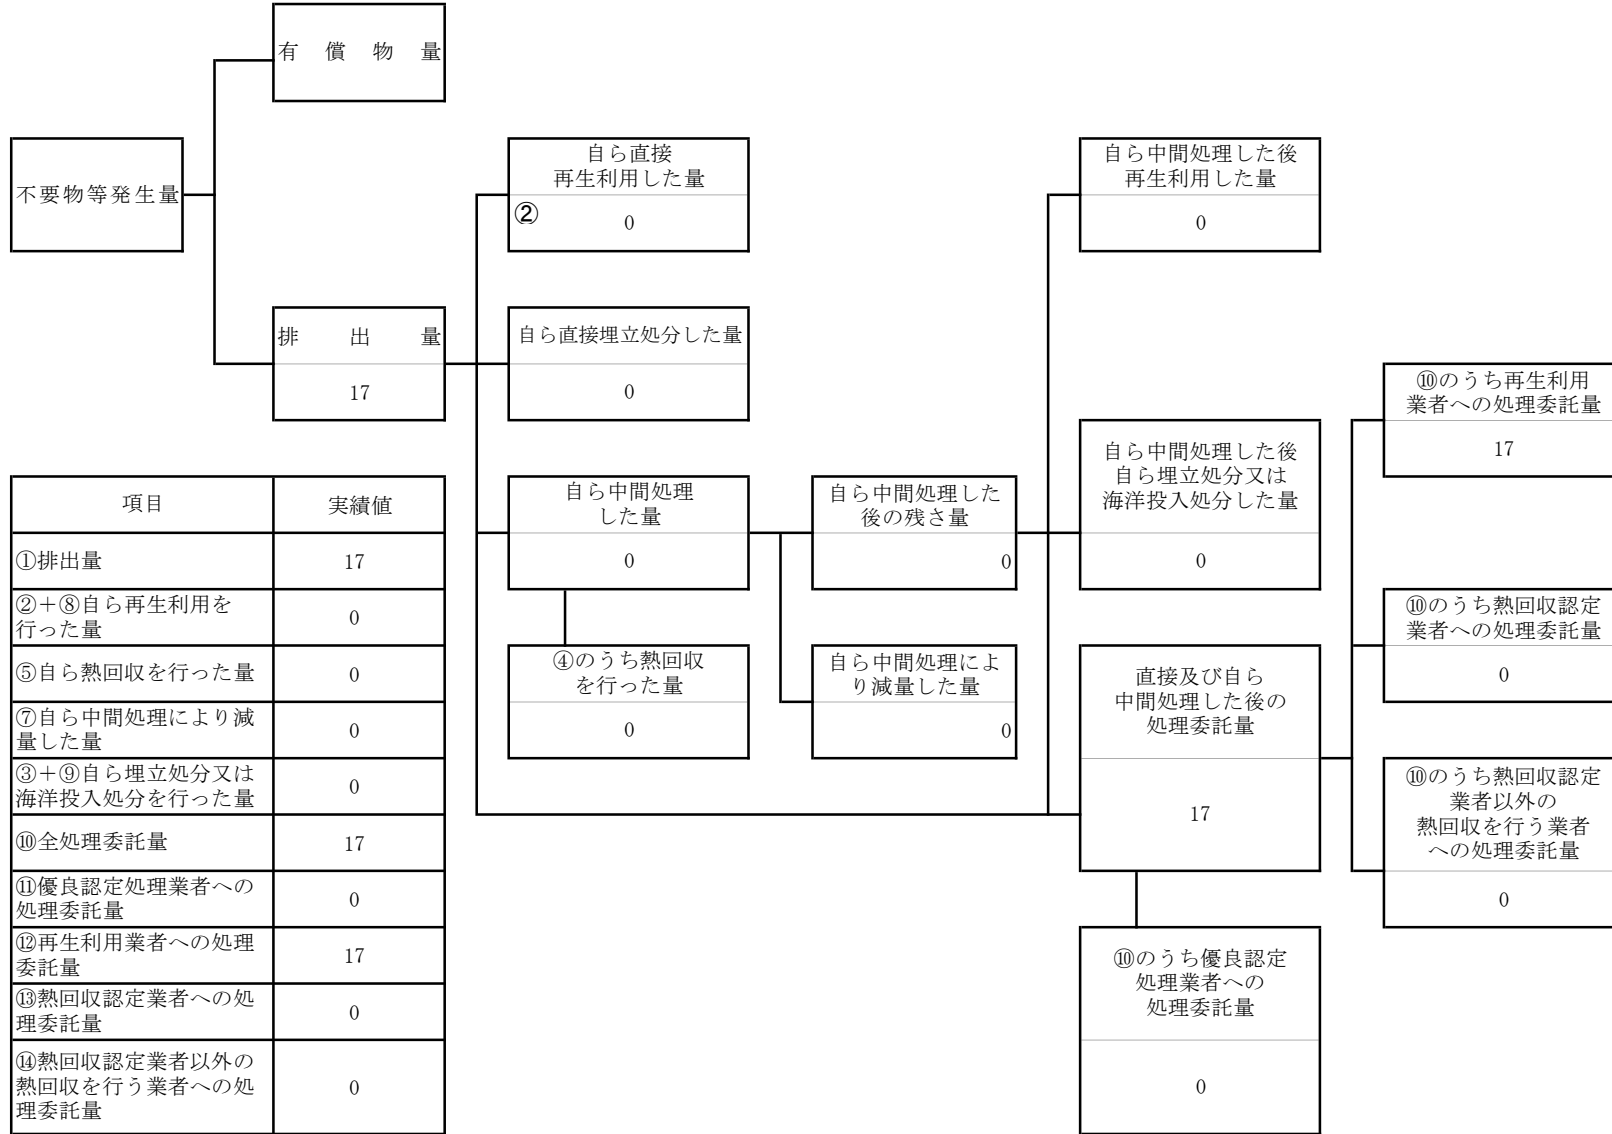 有償物量
不要物等発生量
自ら直接
再生利用した量
②
0
自ら中間処理した後
再生利用した量
0
排出量
17
自ら直接埋立処分した量
0
⑩のうち再生利用
業者への処理委託量
17
自ら中間処理
した量
0
自ら中間処理した
後の残さ量
0
自ら中間処理した後
自ら埋立処分又は
海洋投入処分した量
0
⑩のうち熱回収認定
業者への処理委託量
0
④のうち熱回収
を行った量
0
自ら中間処理によ
り減量した量
0
直接及び自ら
中間処理した後の
処理委託量
17
⑩のうち熱回収認定
業者以外の
熱回収を行う業者
への処理委託量
0
⑩のうち優良認定
処理業者への
処理委託量
0
項目
実績値
①排出量
17
②＋⑧自ら再生利用を
行った量
0
⑤自ら熱回収を行った量
0
⑦自ら中間処理により減
量した量
0
③＋⑨自ら埋立処分又は
海洋投入処分を行った量
0
⑩全処理委託量
17
⑪優良認定処理業者への
処理委託量
0
⑫再生利用業者への処理
委託量
17
⑬熱回収認定業者への処
理委託量
0
⑭熱回収認定業者以外の
熱回収を行う業者への処
理委託量
0